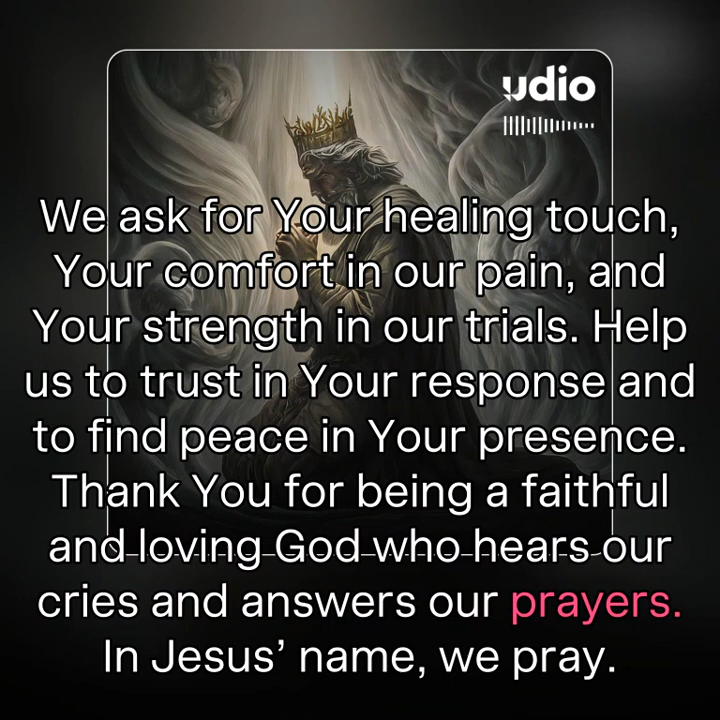 udio
We ask for Your healing touch,
Your comfort in our pain, and
Your strength in our trials. Help
us to trust in Your response and
to find peace in Your presence.
Thank You for being a faithful
and loving God who hears our
cries and answers our prayers.
In Jesus’ name, we pray.